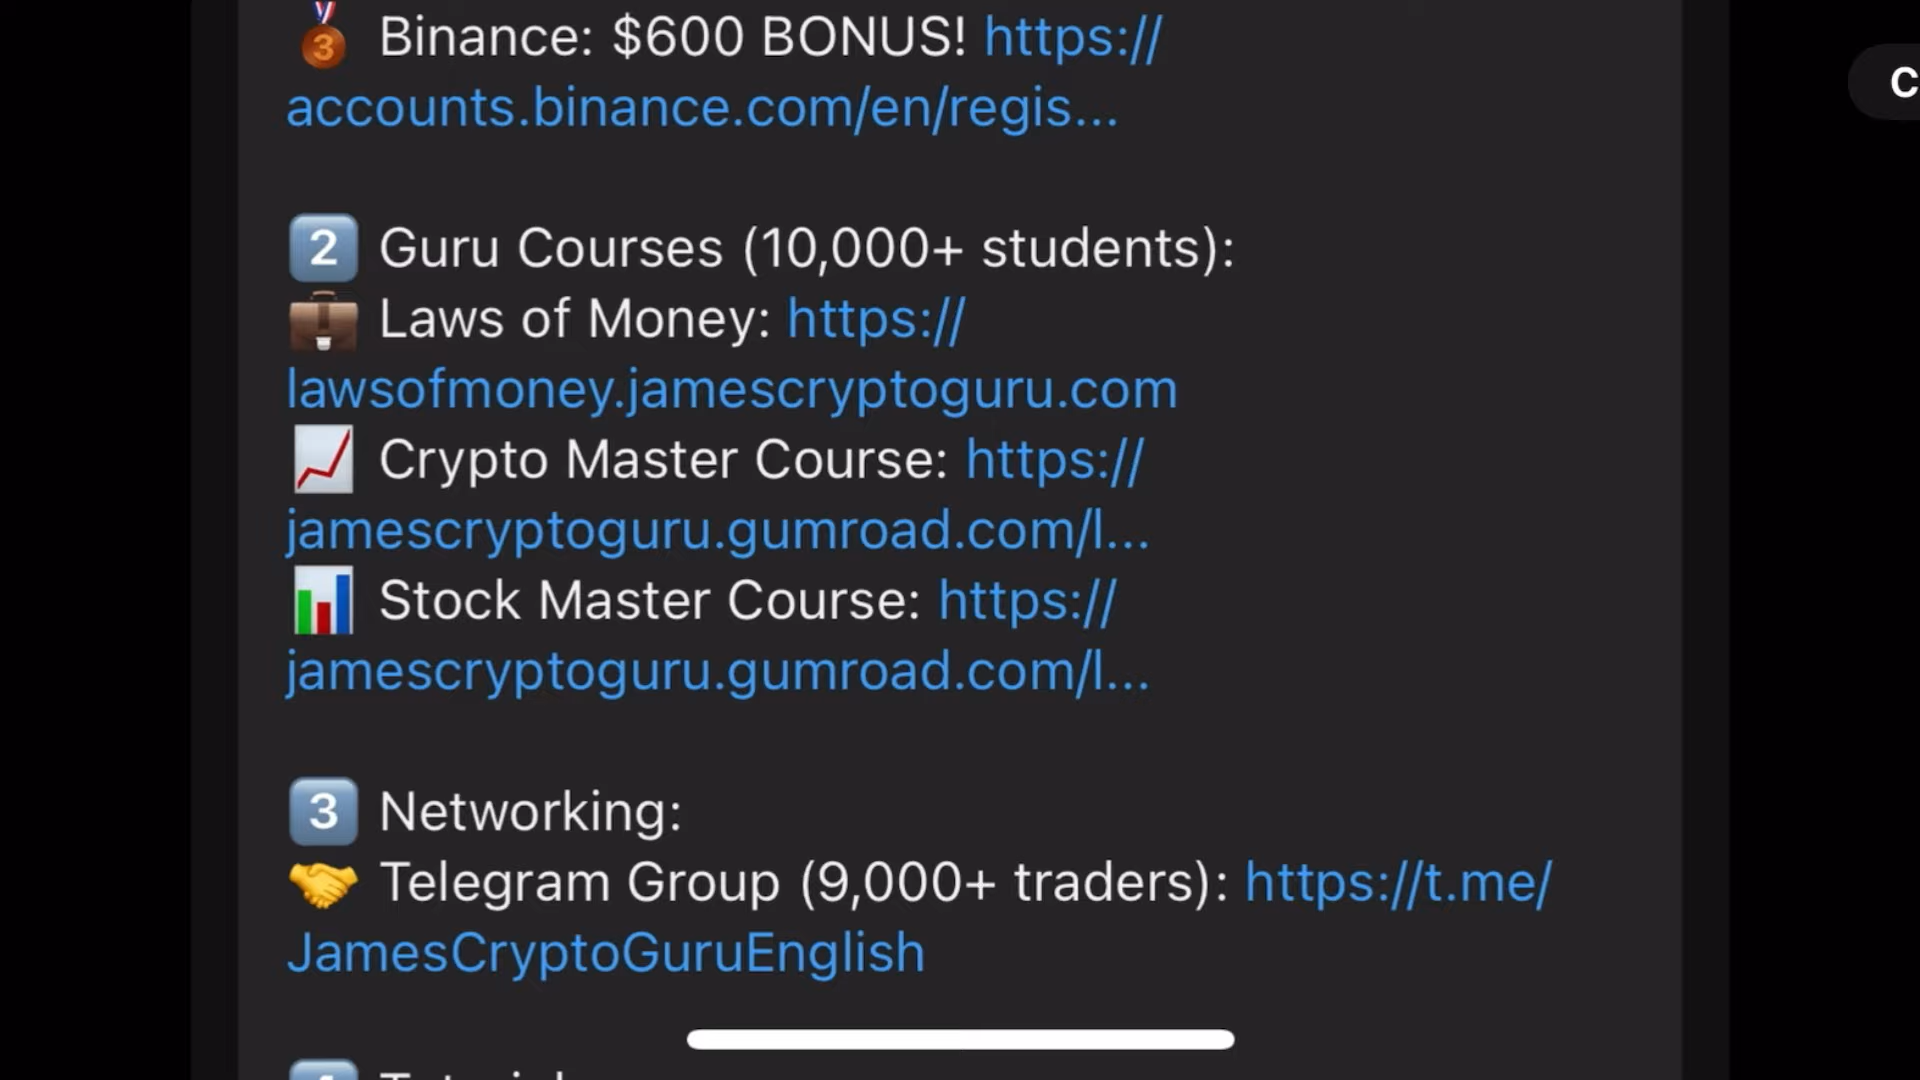 🥉 Binance: $600 BONUS! https://
accounts.binance.com/en/regis...
2️⃣ Guru Courses (10,000+ students):
💼 Laws of Money: https://
lawsofmoney.jamescryptoguru.com
📈 Crypto Master Course: https://
jamescryptoguru.gumroad.com/l...
📊 Stock Master Course: https://
jamescryptoguru.gumroad.com/l...
3️⃣ Networking:
🤝 Telegram Group (9,000+ traders): https://t.me/
JamesCryptoGuruEnglish